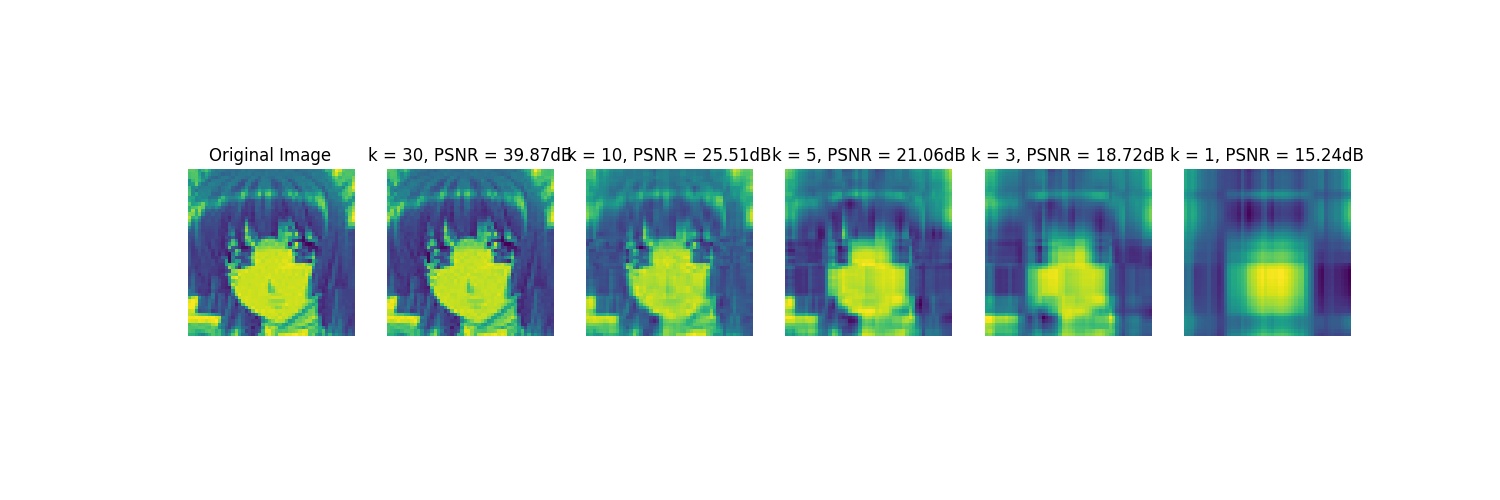 Original Image
k = 30, PSNR = 39.87dB
k = 10, PSNR = 25.51dB
k = 5, PSNR = 21.06dB
k = 3, PSNR = 18.72dB
k = 1, PSNR = 15.24dB